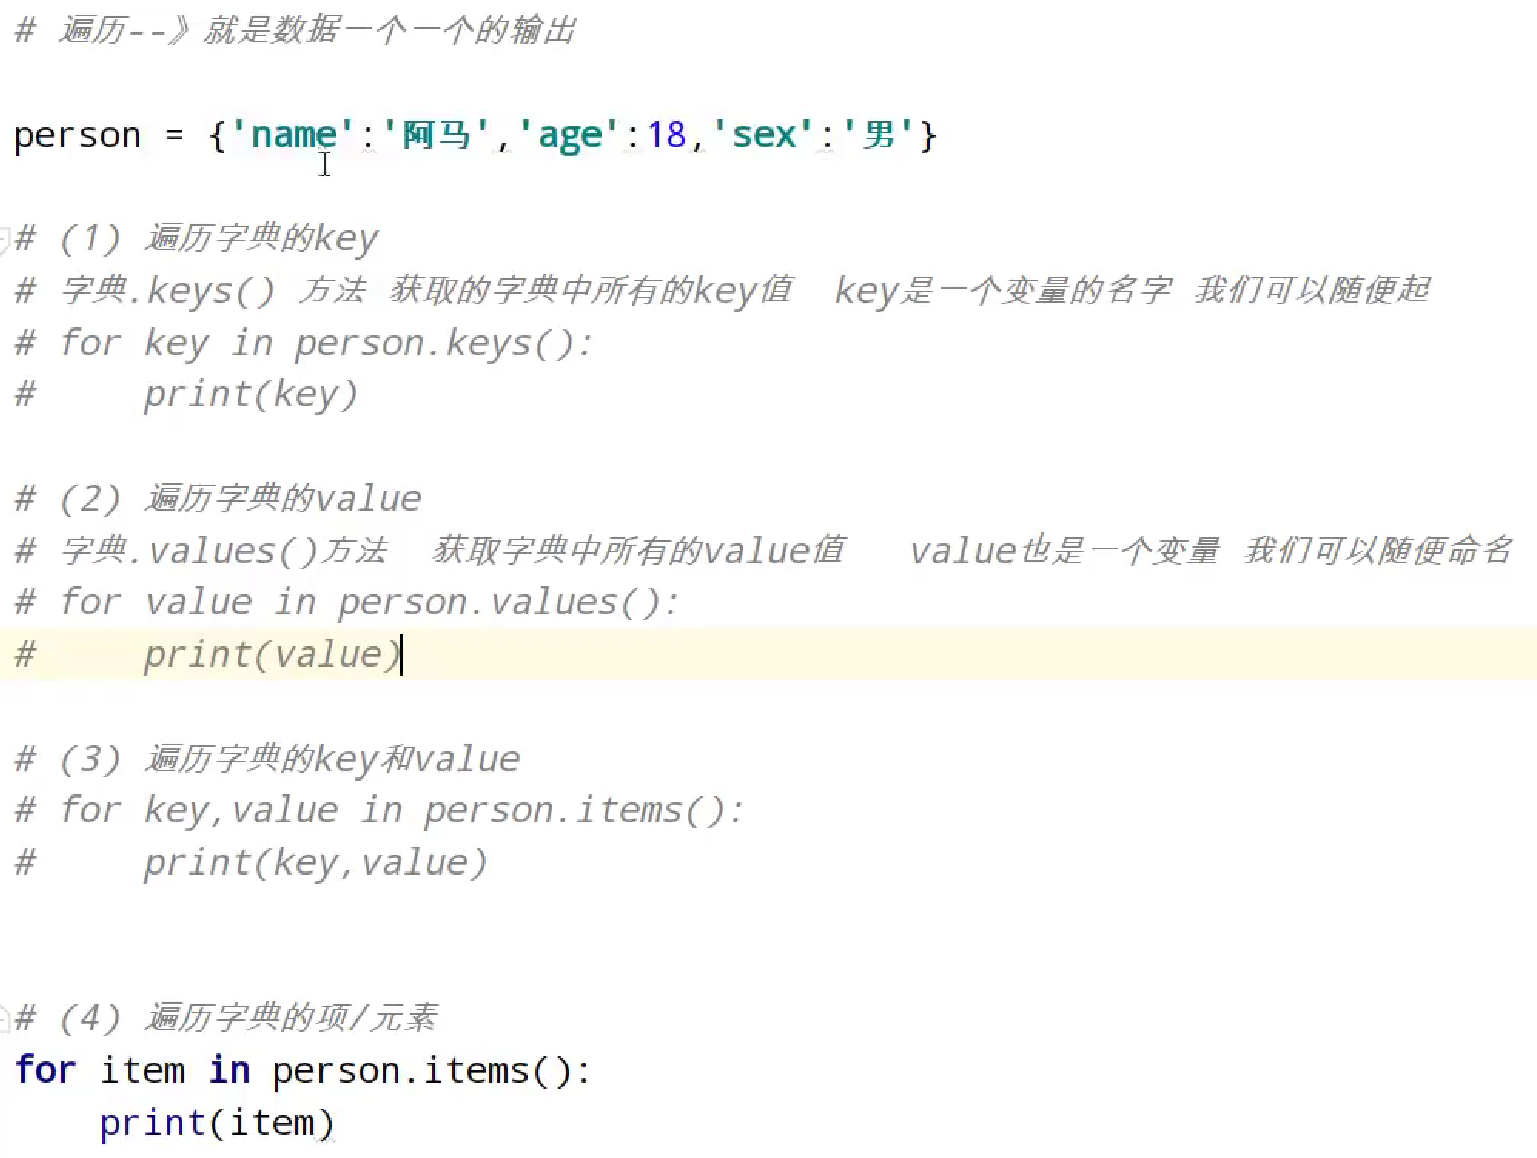 # 遍历--》就是数据一个一个的输出
person = {'name':'阿马','age':18,'sex':'男'}
# (1) 遍历字典的key
# 字典.keys() 方法 获取的字典中所有的key值  key是一个变量的名字 我们可以随便起
# for key in person.keys():
#     print(key)
# (2) 遍历字典的value
# 字典.values()方法  获取字典中所有的value值   value也是一个变量 我们可以随便命名
# for value in person.values():
#     print(value)
# (3) 遍历字典的key和value
# for key,value in person.items():
#     print(key,value)
# (4) 遍历字典的项/元素
for item in person.items():
    print(item)